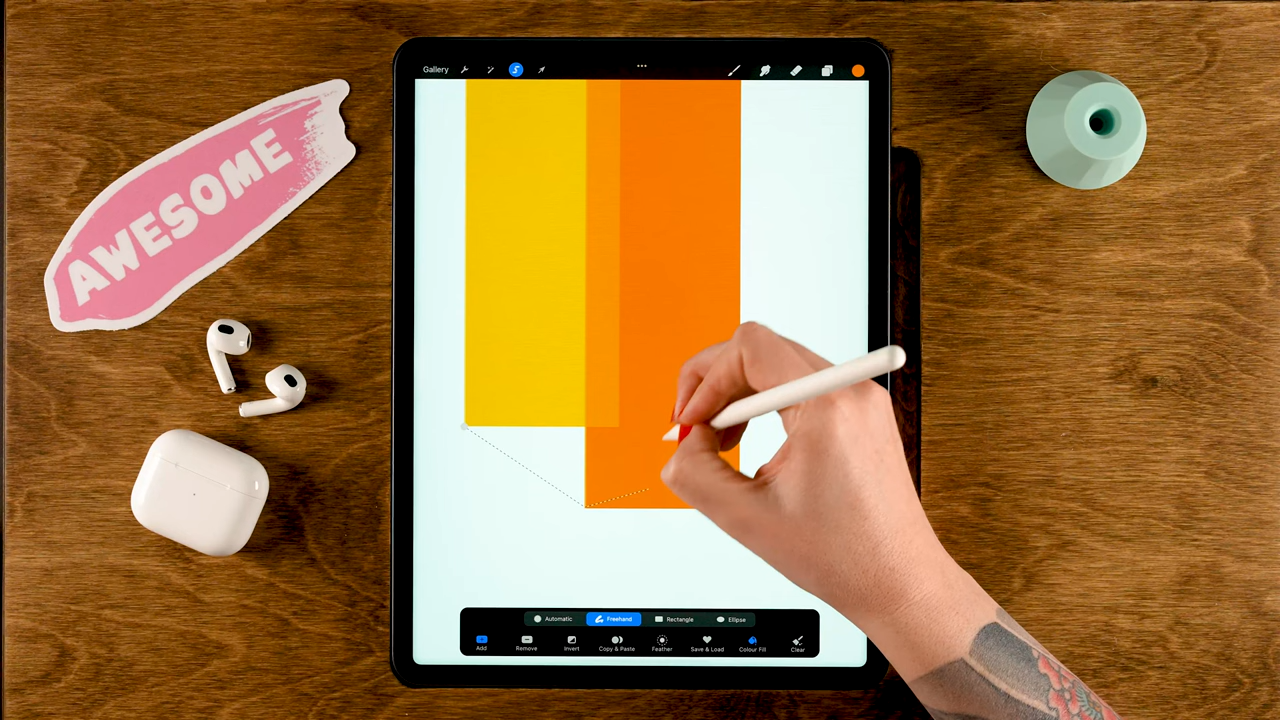 AWESOME
Gallery
Automatic Freehand Rectangle Ellipse
Add Remove Invert Copy & Paste Feather Save & Load Colour Fill Clear